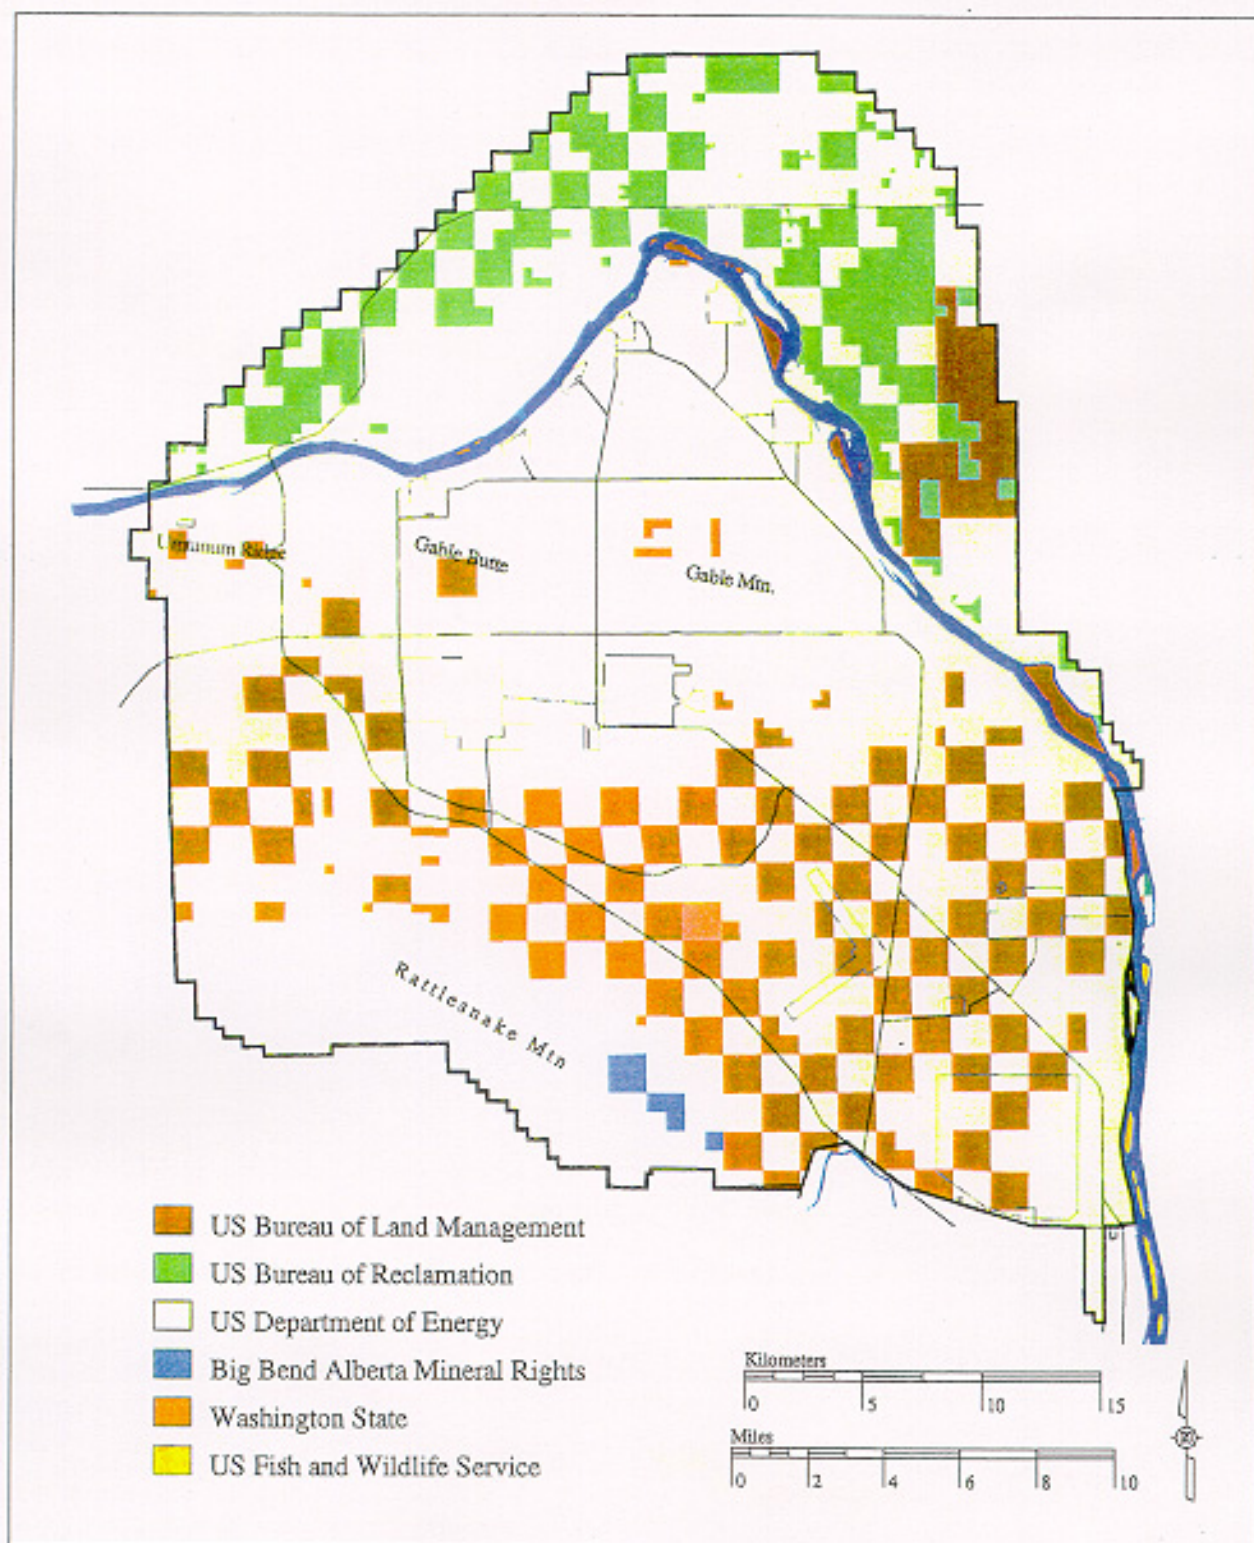 Umtanum Ridge
Gable Butte
Gable Mtn.
Rattlesnake Mtn
US Bureau of Land Management
US Bureau of Reclamation
US Department of Energy
Big Bend Alberta Mineral Rights
Washington State
US Fish and Wildlife Service
Kilometers
0 5 10 15
Miles
0 2 4 6 8 10